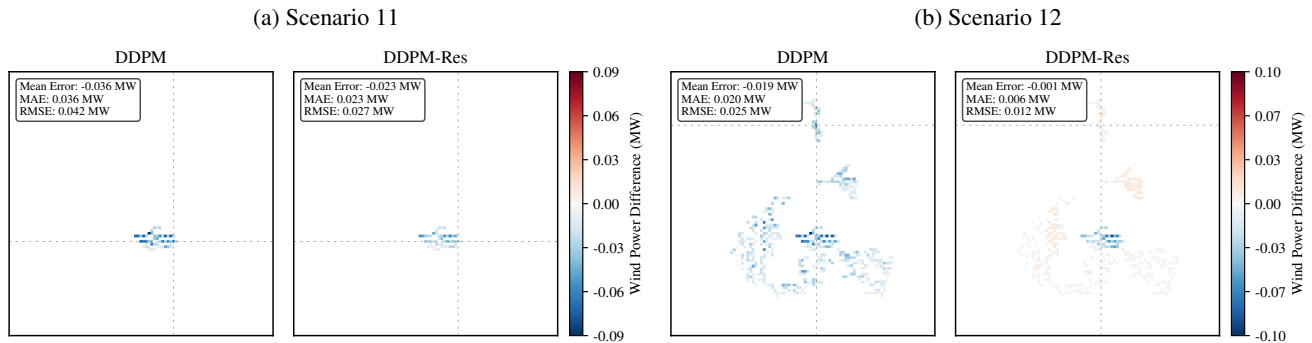 (a) Scenario 11
DDPM
Mean Error: -0.036 MW
MAE: 0.036 MW
RMSE: 0.042 MW
DDPM-Res
Mean Error: -0.023 MW
MAE: 0.023 MW
RMSE: 0.027 MW
0.09
0.06
0.03
0.00
-0.03
-0.06
-0.09
Wind Power Difference (MW)
(b) Scenario 12
DDPM
Mean Error: -0.019 MW
MAE: 0.020 MW
RMSE: 0.025 MW
DDPM-Res
Mean Error: -0.001 MW
MAE: 0.006 MW
RMSE: 0.012 MW
0.10
0.07
0.03
0.00
-0.03
-0.07
-0.10
Wind Power Difference (MW)